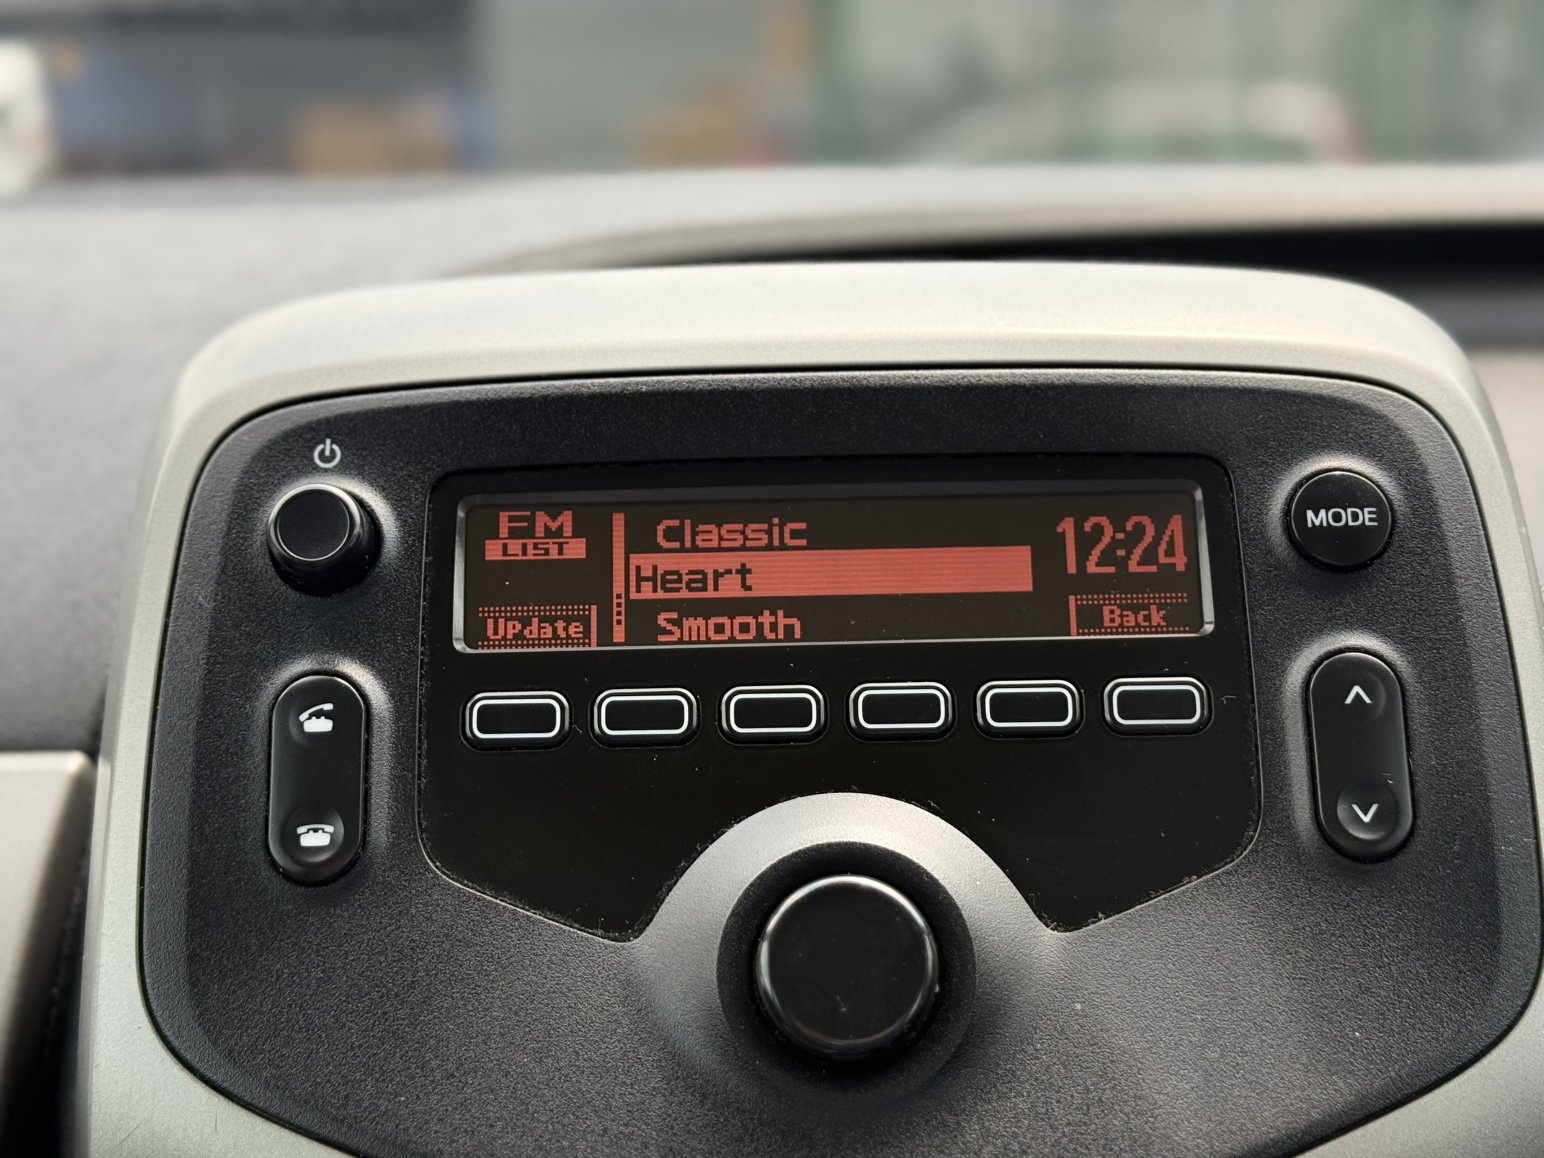 FM
LIST
Update
Classic
Heart
Smooth
12:24
Back
MODE